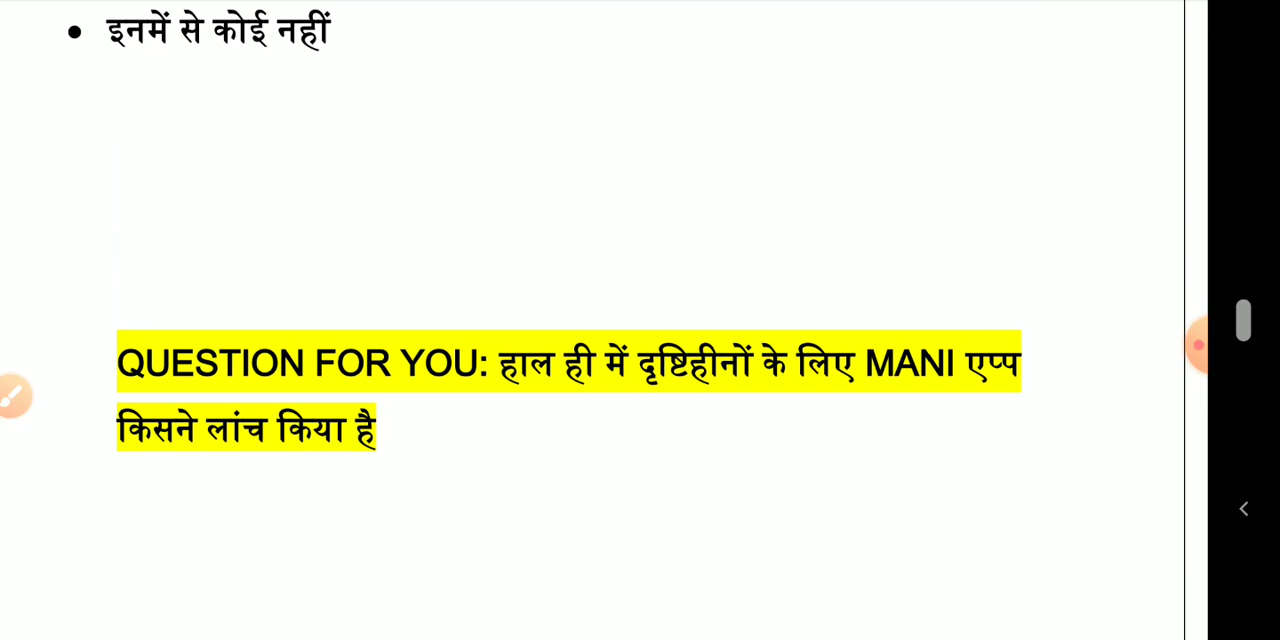 • इनमें से कोई नहीं
QUESTION FOR YOU: हाल ही में दृष्टिहीनों के लिए MANI एप्प
किसने लांच किया है